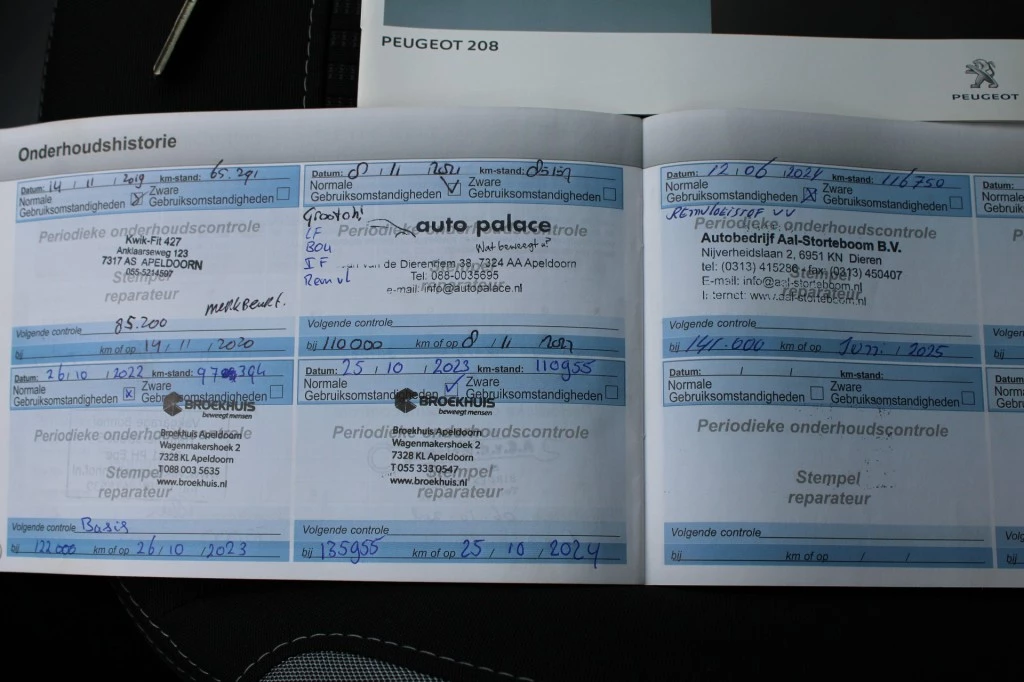 PEUGEOT 208
PEUGEOT
Onderhoudshistorie
Datum: 14 / 11 / 2019 km-stand: 65.291
Normale Gebruiksomstandigheden Zware Gebruiksomstandigheden
Periodieke onderhoudscontrole
Kwik-Fit 427
Anklaarseweg 123
7317 AS APELDOORN
055-5214597
Stempel
reparateur
Volgende controle 85.200
bij km of op 14 / 11 / 2020
Datum: 8 / 11 / 2021 km-stand:
Normale Gebruiksomstandigheden Zware Gebruiksomstandigheden
Periodieke onderhoudscontrole
auto palace
Wat beweegt u?
van de Dierendem 38, 7324 AA Apeldoorn
Tel: 088-0035695
e-mail: info@autopalace.nl
Volgende controle
bij 110000 km of op 8 / 11
Datum: 12 / 06 / 2024 km-stand: 116750
Normale Gebruiksomstandigheden Zware Gebruiksomstandigheden
Periodieke onderhoudscontrole
Autobedrijf Aal-Storteboom B.V.
Nijverheidslaan 2, 6951 KN Dieren
tel: (0313) 415256 - fax: (0313) 450407
E-mail: info@aal-storteboom.nl
Internet: www.aal-storteboom.nl
Stempel
reparateur
Volgende controle
bij 141.000 km of op Juni / 2025
Datum: 26 / 10 / 2022 km-stand:
Normale Gebruiksomstandigheden Zware Gebruiksomstandigheden
BROEKHUIS
beweegt mensen
Periodieke onderhoudscontrole
Broekhuis Apeldoorn
Wagenmakershoek 2
7328 KL Apeldoorn
T 088 003 5635
www.broekhuis.nl
Stempel
reparateur
Volgende controle Basis
bij 122000 km of op 26 / 10 / 2023
Datum: 25 / 10 / 2023 km-stand: 110955
Normale Gebruiksomstandigheden Zware Gebruiksomstandigheden
BROEKHUIS
beweegt mensen
Periodieke onderhoudscontrole
Broekhuis Apeldoorn
Wagenmakershoek 2
7328 KL Apeldoorn
T 055 333 0547
www.broekhuis.nl
Stempel
reparateur
Volgende controle
bij 135955 km of op 25 / 10 / 2024
Datum: / / km-stand:
Normale Gebruiksomstandigheden Zware Gebruiksomstandigheden
Periodieke onderhoudscontrole
Stempel
reparateur
Volgende controle
bij km of op / /